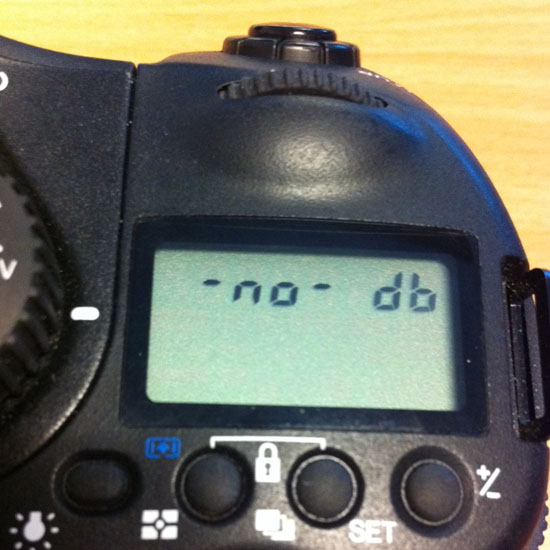 -no- db
SET